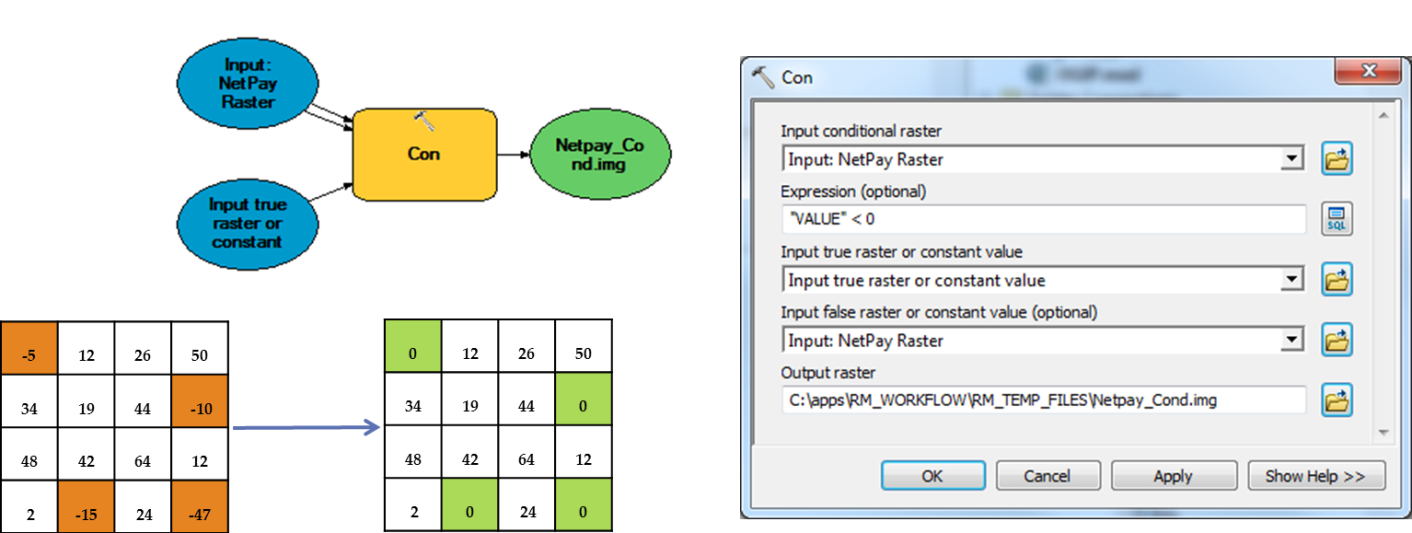 Input:
NetPay
Raster
Con
Netpay_Co
nd.img
Input true
raster or
constant
-5 12 26 50
34 19 44 -10
48 42 64 12
2 -15 24 -47
0 12 26 50
34 19 44 0
48 42 64 12
2 0 24 0
Con
Input conditional raster
Input: NetPay Raster
Expression (optional)
"VALUE" < 0
SQL
Input true raster or constant value
Input true raster or constant value
Input false raster or constant value (optional)
Input: NetPay Raster
Output raster
C:\apps\RM_WORKFLOW\RM_TEMP_FILES\Netpay_Cond.img
OK Cancel Apply Show Help >>